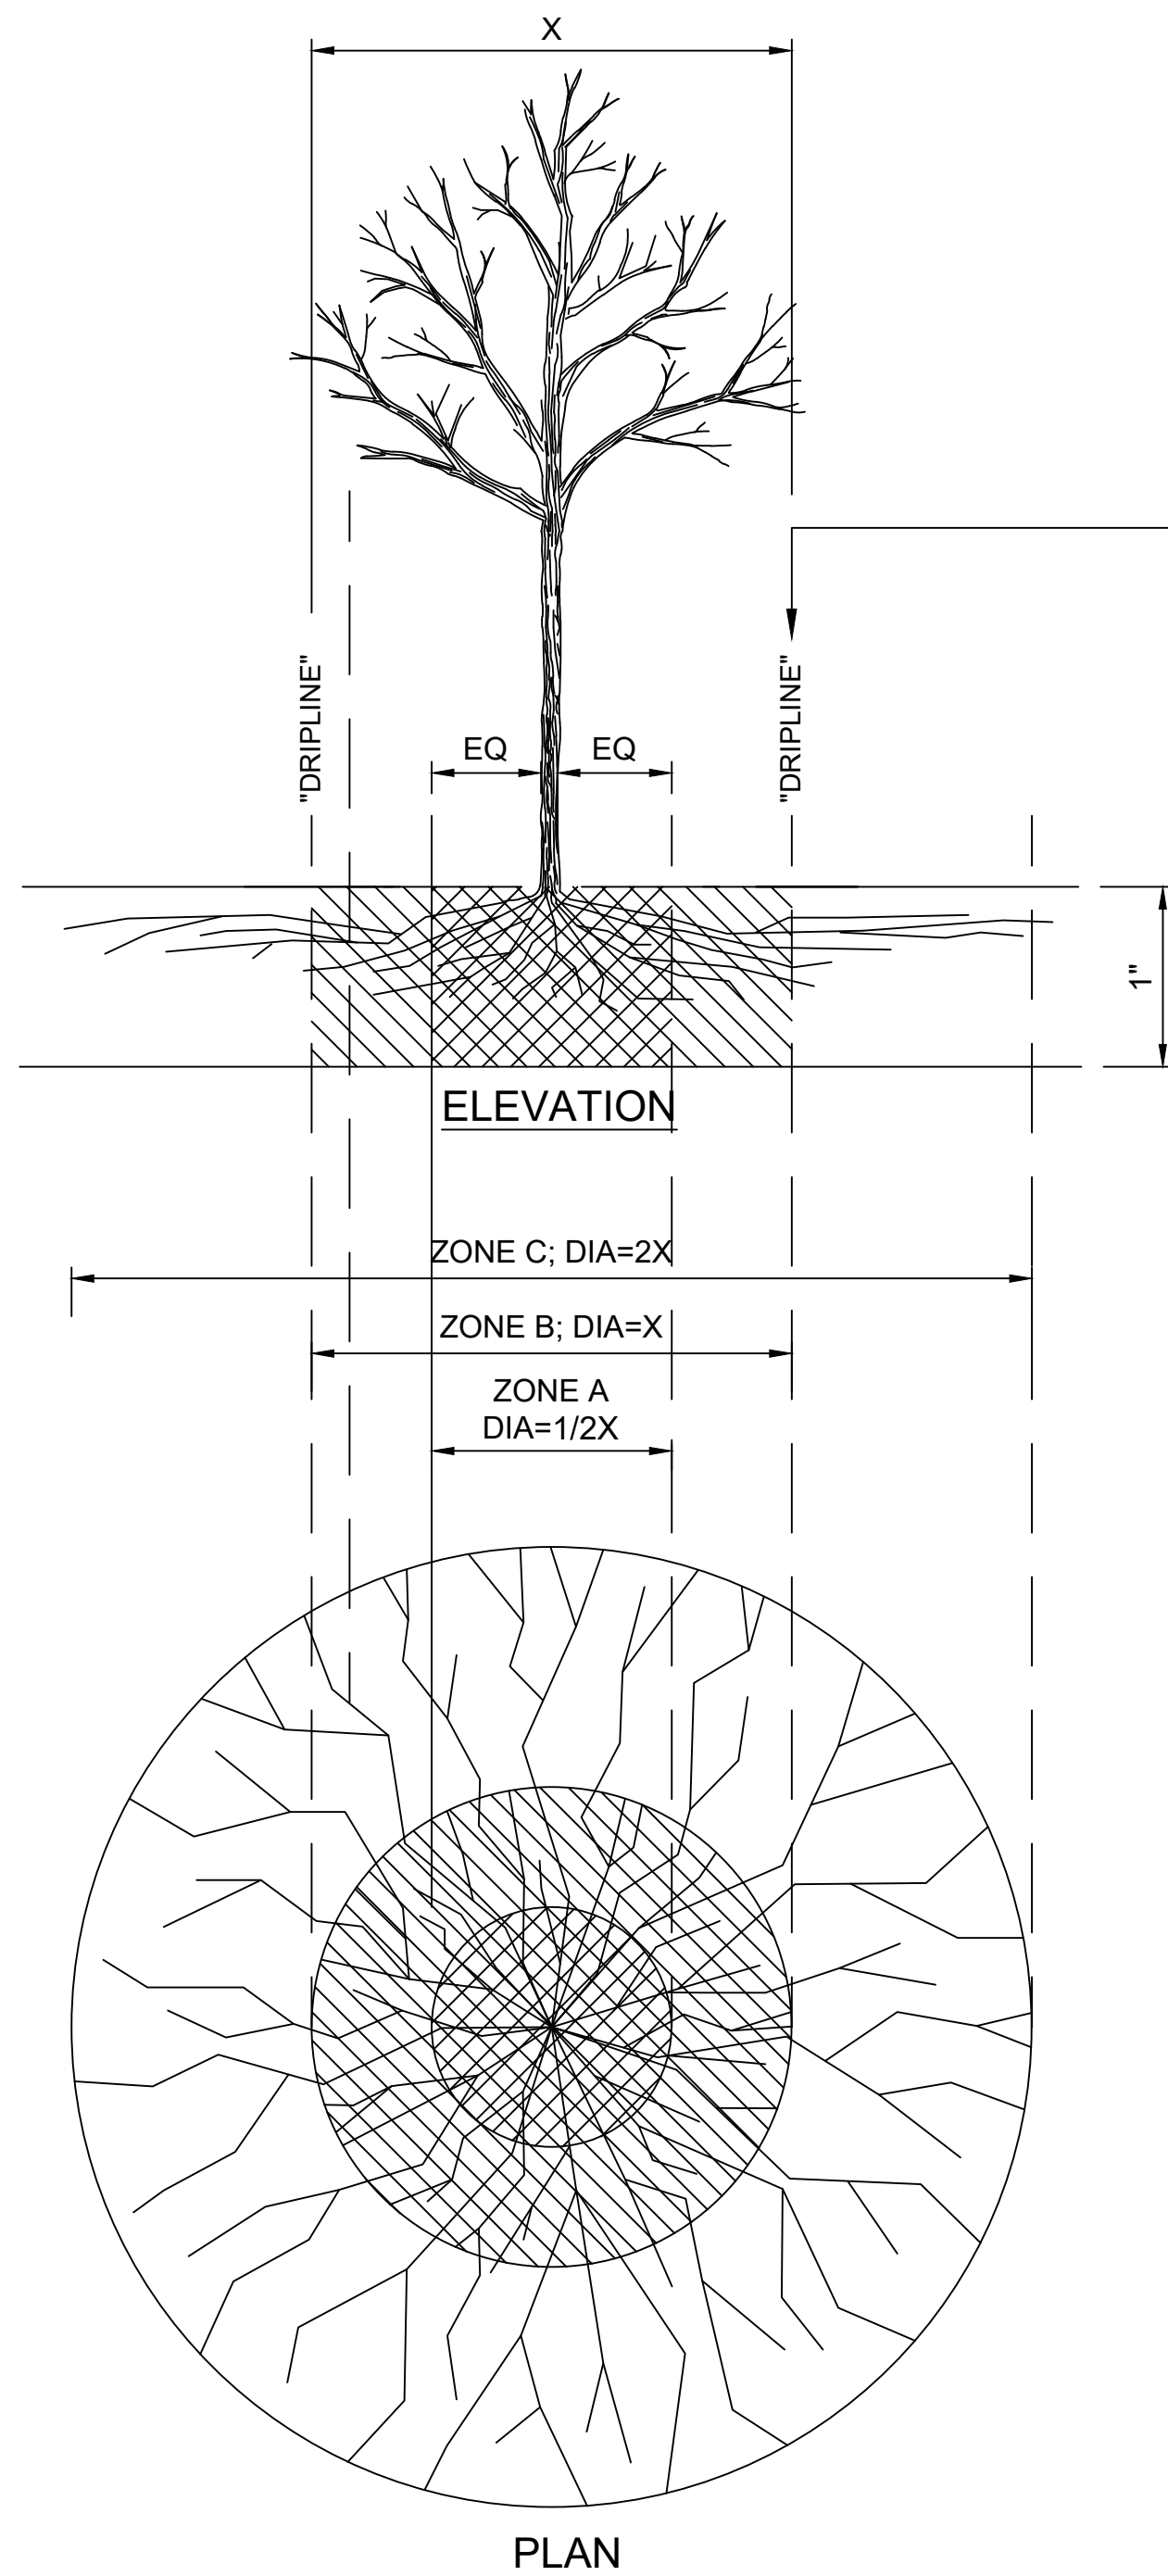 X
"DRIPLINE"
"DRIPLINE"
EQ
EQ
1"
ELEVATION
ZONE C; DIA=2X
ZONE B; DIA=X
ZONE A
DIA=1/2X
PLAN